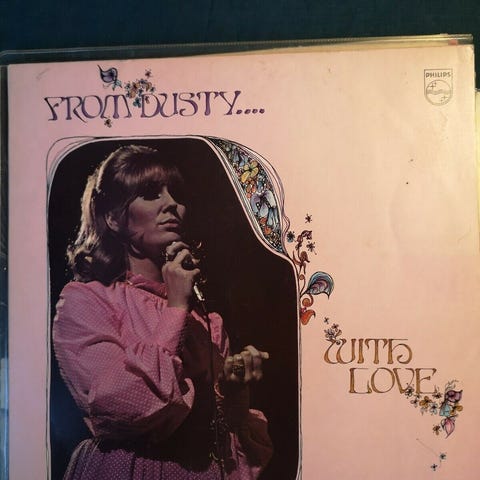 PHILIPS
FROM DUSTY....
WITH
LOVE